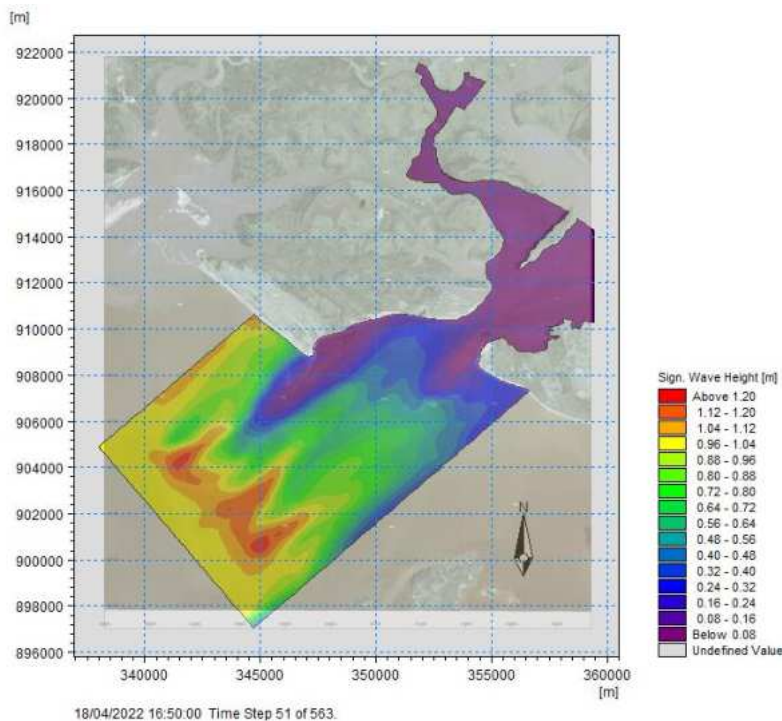 [m]
922000
920000
918000
916000
914000
912000
910000
908000
906000
904000
902000
900000
898000
896000
N
340000 345000 350000 355000 360000
[m]
Sign. Wave Height [m]
Above 1.20
1.12 - 1.20
1.04 - 1.12
0.96 - 1.04
0.88 - 0.96
0.80 - 0.88
0.72 - 0.80
0.64 - 0.72
0.56 - 0.64
0.48 - 0.56
0.40 - 0.48
0.32 - 0.40
0.24 - 0.32
0.16 - 0.24
0.08 - 0.16
Below 0.08
Undefined Value
18/04/2022 16:50:00 Time Step 51 of 563.